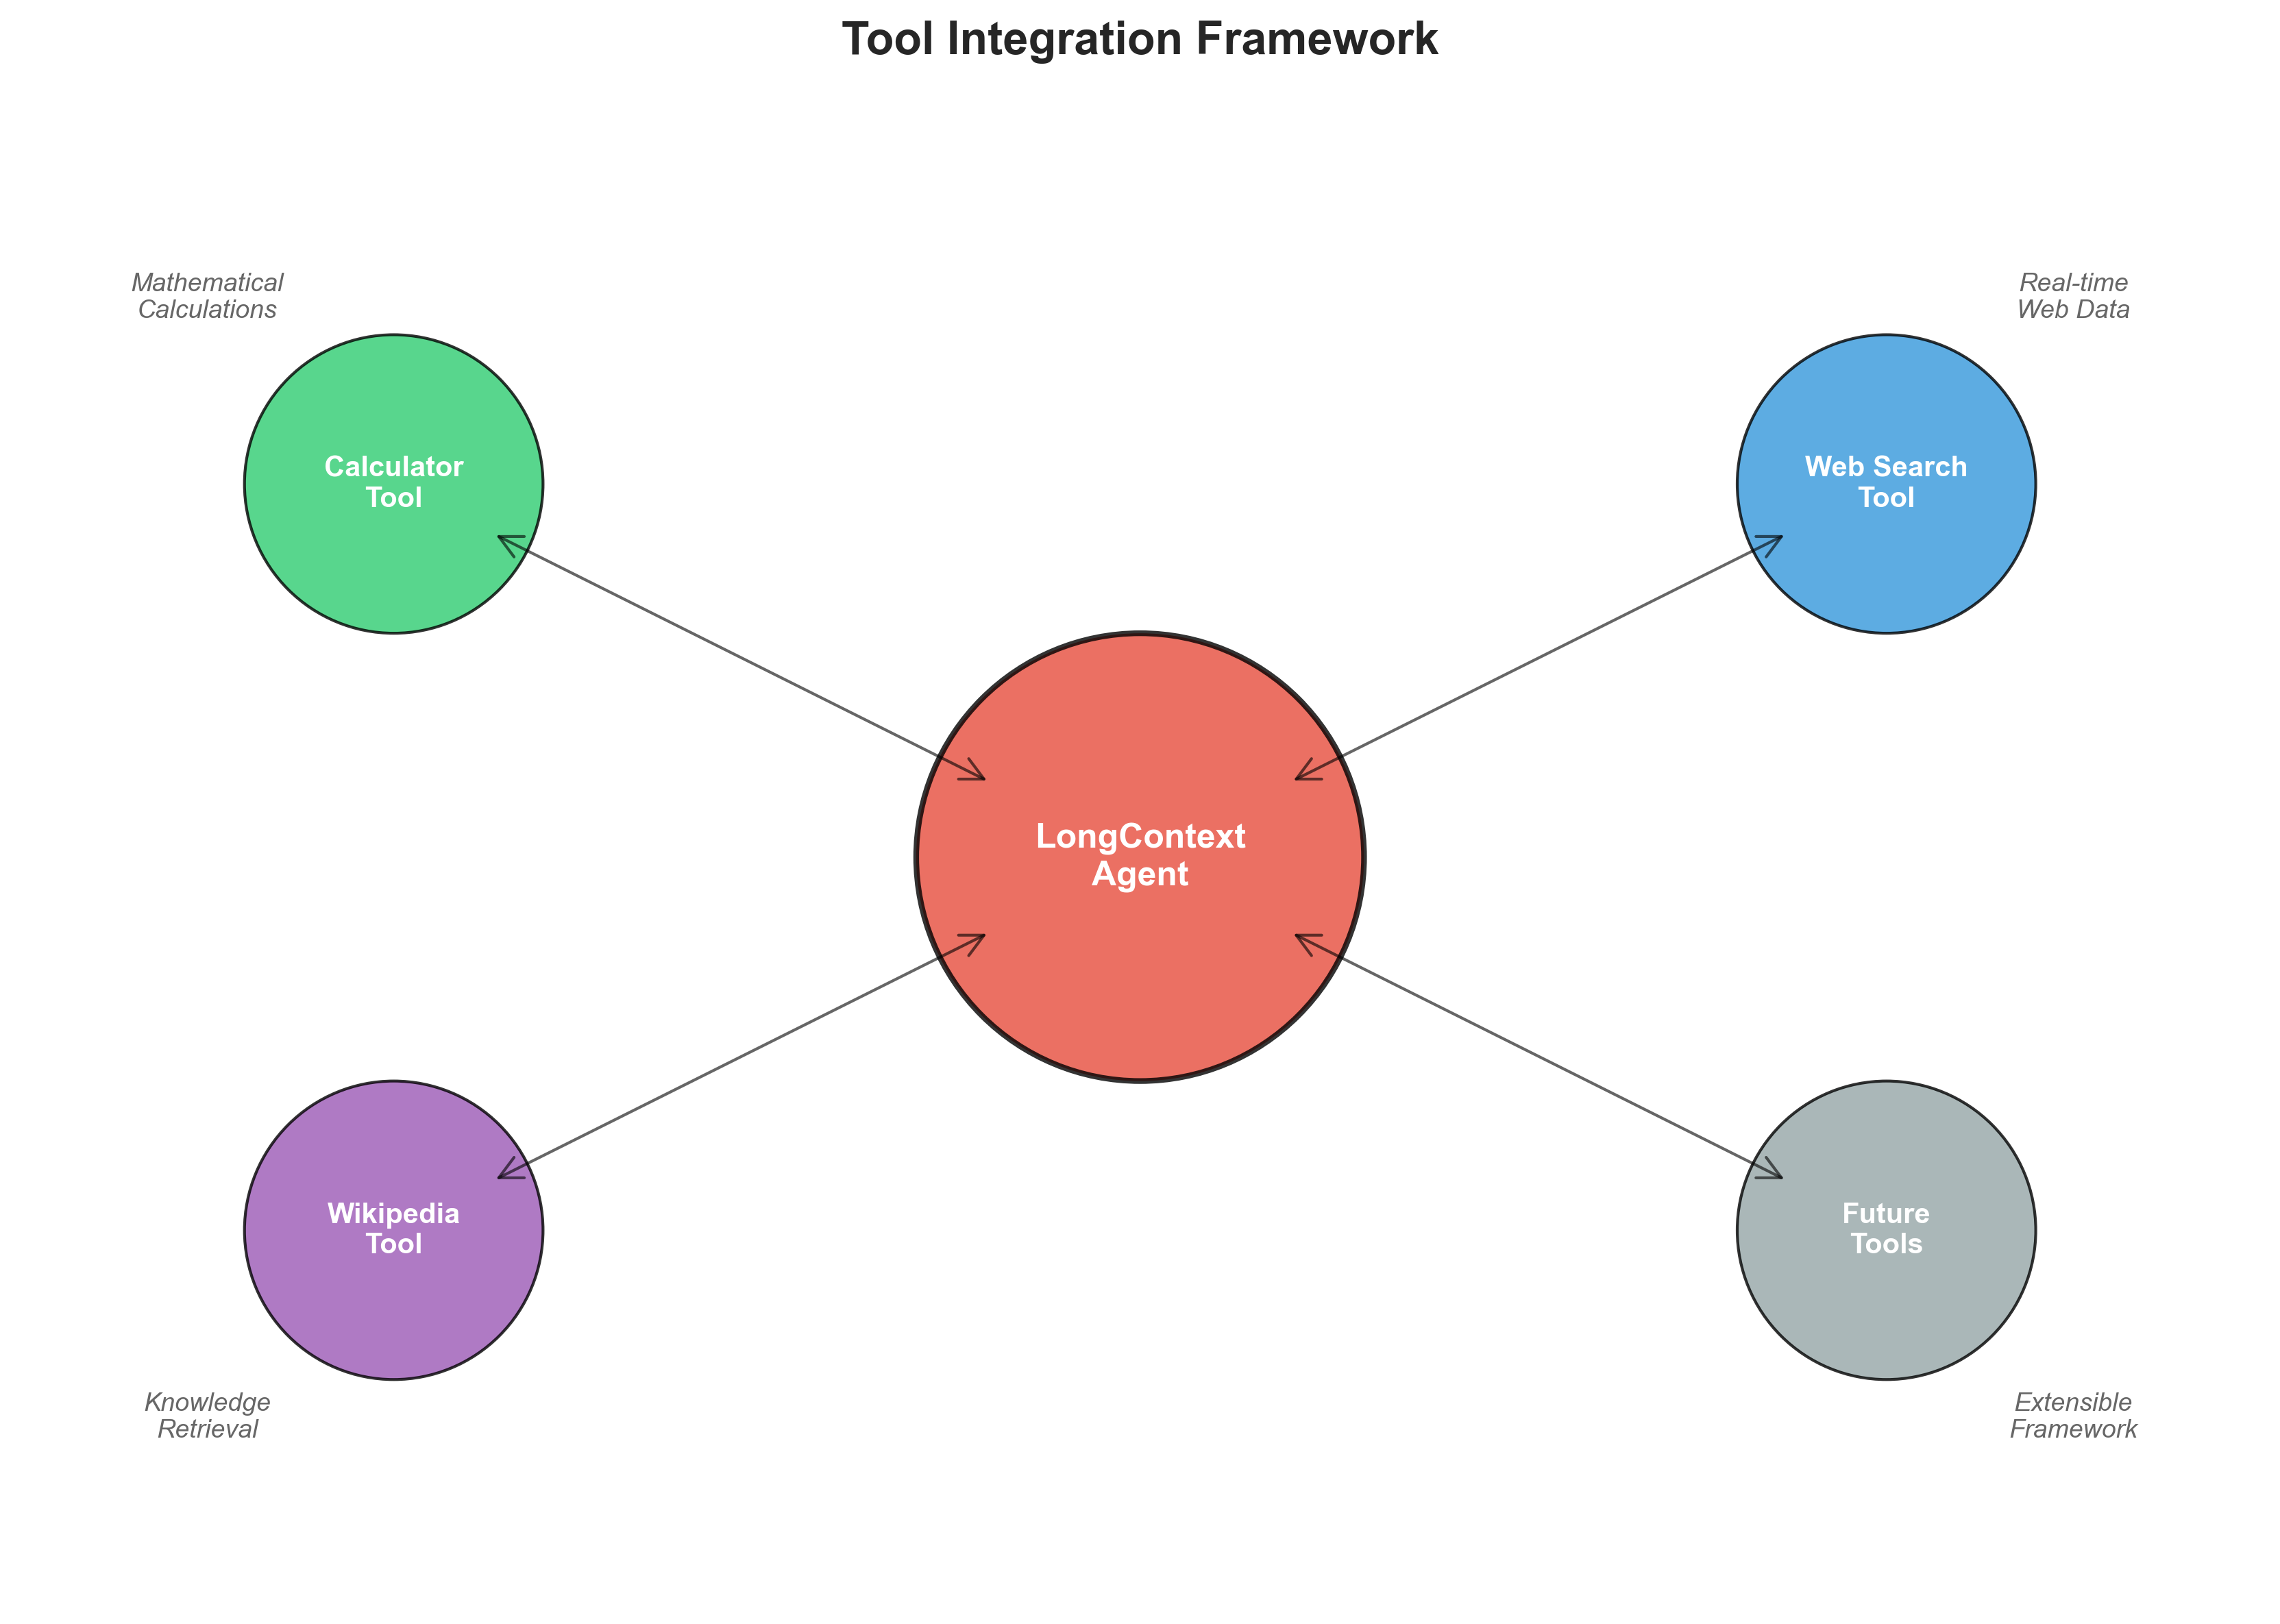 Tool Integration Framework
Mathematical
Calculations
Real-time
Web Data
Calculator
Tool
Web Search
Tool
LongContext
Agent
Wikipedia
Tool
Future
Tools
Knowledge
Retrieval
Extensible
Framework